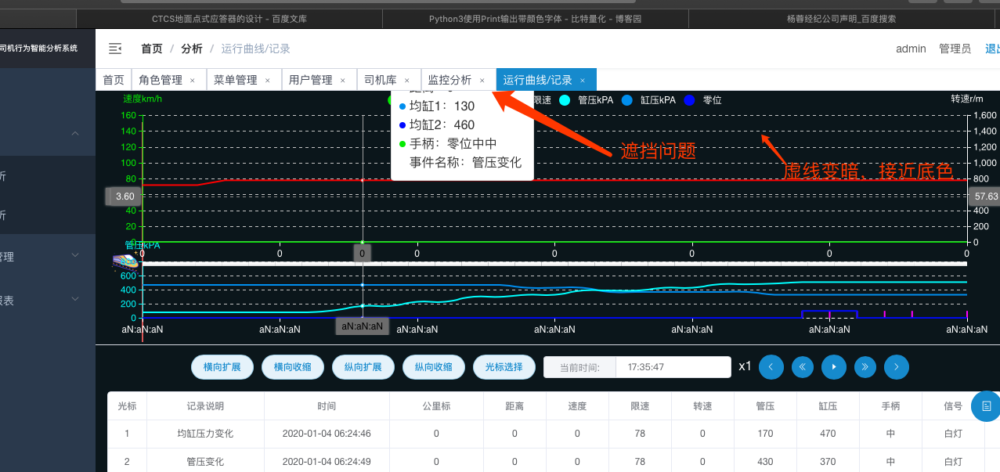 CTCS地面点式应答器的设计 - 百度文库
Python3使用Print输出带颜色字体 - 比特量化 - 博客园
杨蓉经纪公司声明_百度搜索
司机行为智能分析系统
首页 / 分析 / 运行曲线/记录
admin 管理员
首页
角色管理 ×
菜单管理 ×
用户管理 ×
司机库 ×
监控分析 ×
运行曲线/记录 ×
速度km/h
限速 管压kPA 缸压kPA 零位
转速r/m
均缸1：130
均缸2：460
手柄：零位中中
事件名称：管压变化
遮挡问题
虚线变暗，接近底色
160
140
120
100
80
40
20
0
3.60
1,600
1,400
1,200
1,000
800
400
200
0
57.63
管压kPA
0 0 0 0 0 0 0 0
600
400
200
0
aN:aN:aN aN:aN:aN aN:aN:aN aN:aN:aN aN:aN:aN aN:aN:aN aN:aN:aN aN:aN:aN
析
析
管理
报表
横向扩展 横向收缩 纵向扩展 纵向收缩 光标选择 当前时间: 17:35:47 x1
光标 记录说明 时间 公里标 距离 速度 限速 转速 管压 缸压 手柄 信号
1 均缸压力变化 2020-01-04 06:24:46 0 0 0 78 0 170 470 中 白灯
2 管压变化 2020-01-04 06:24:49 0 0 0 78 0 430 370 中 白灯